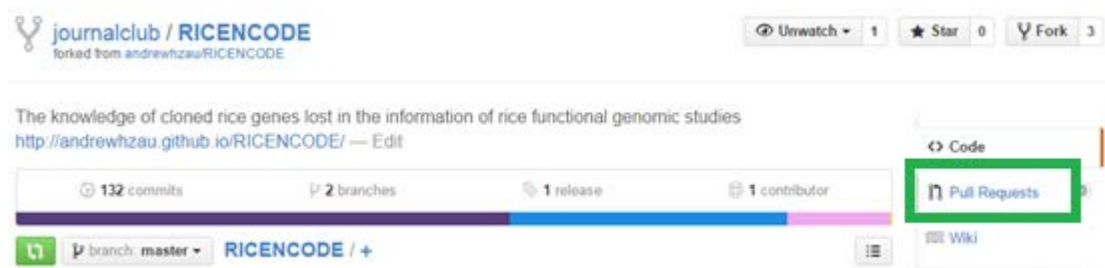 journalclub / RICENCODE
Unwatch 1 Star 0 Fork 3
forked from andrewhzau/RICENCODE
The knowledge of cloned rice genes lost in the information of rice functional genomic studies
http://andrewhzau.github.io/RICENCODE/ — Edit
<> Code
132 commits 2 branches 1 release 1 contributor
Pull Requests
branch: master RICENCODE / +
Wiki